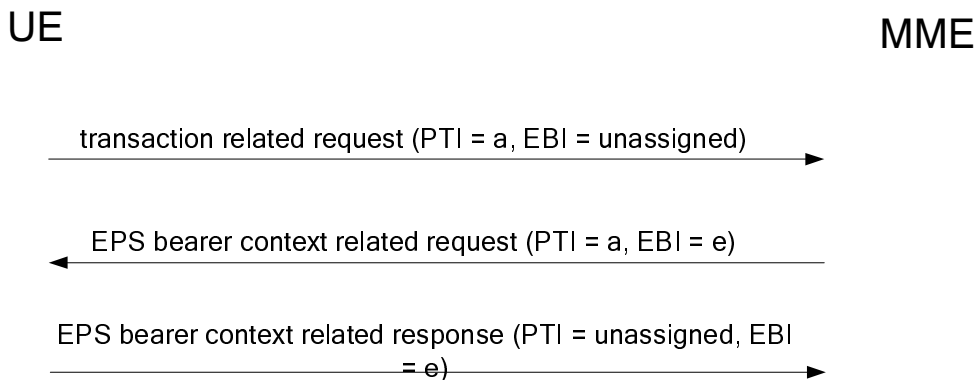 UE
MME
transaction related request (PTI = a, EBI = unassigned)
EPS bearer context related request (PTI = a, EBI = e)
EPS bearer context related response (PTI = unassigned, EBI
= e)